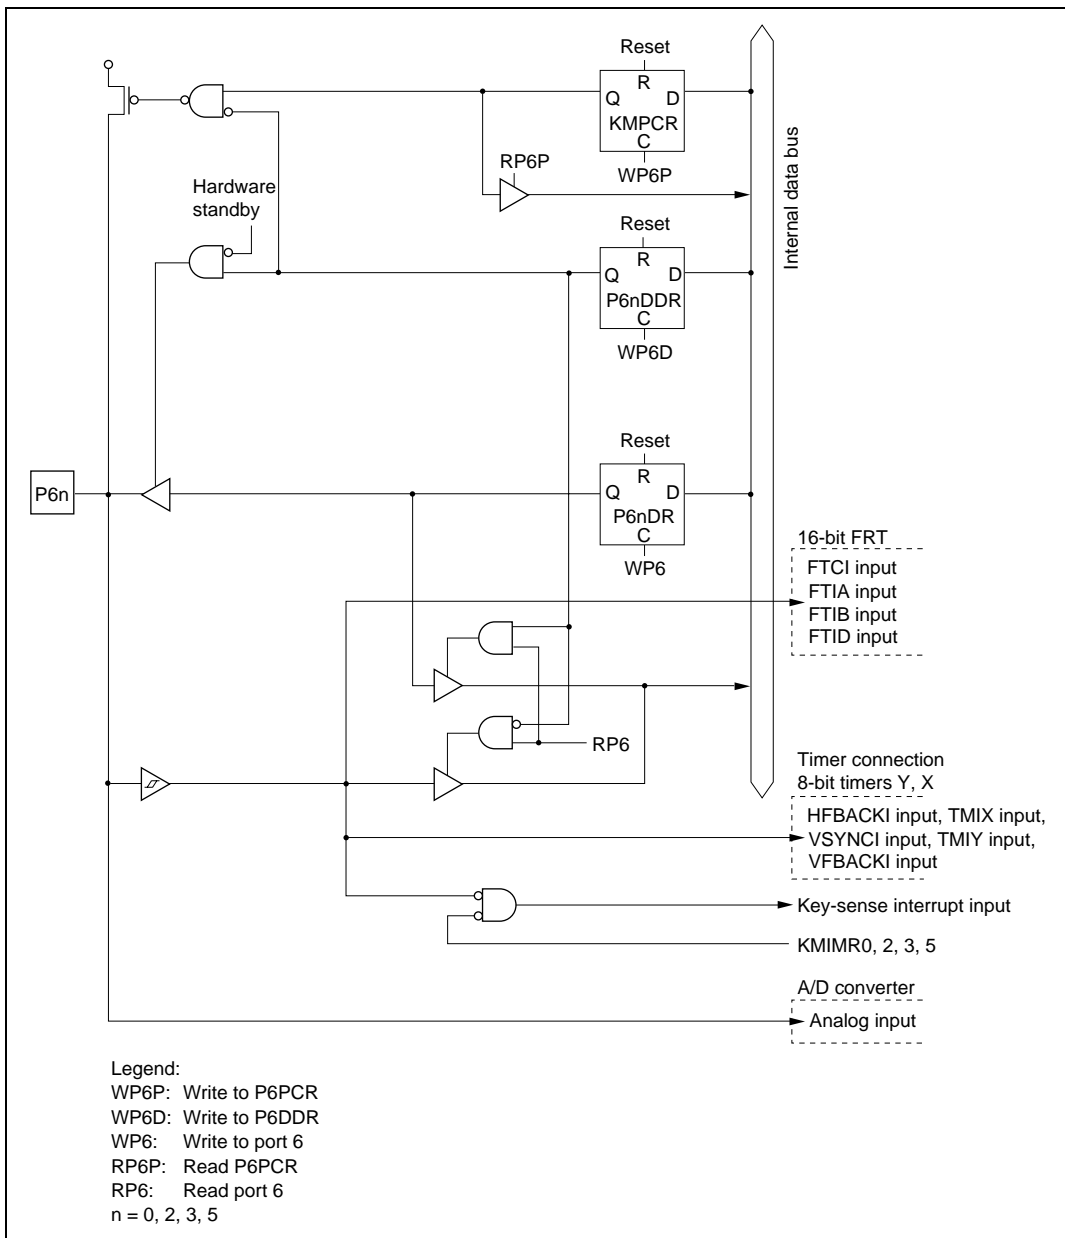 Reset
R
Q D
KMPCR
C
WP6P
RP6P
Hardware
standby
Internal data bus
Reset
R
Q D
P6nDDR
C
WP6D
Reset
R
Q D
P6nDR
C
WP6
P6n
16-bit FRT
FTCI input
FTIA input
FTIB input
FTID input
RP6
Timer connection
8-bit timers Y, X
HFBACKI input, TMIX input,
VSYNCI input, TMIY input,
VFBACKI input
Key-sense interrupt input
KMIMR0, 2, 3, 5
A/D converter
Analog input
Legend:
WP6P: Write to P6PCR
WP6D: Write to P6DDR
WP6: Write to port 6
RP6P: Read P6PCR
RP6: Read port 6
n = 0, 2, 3, 5